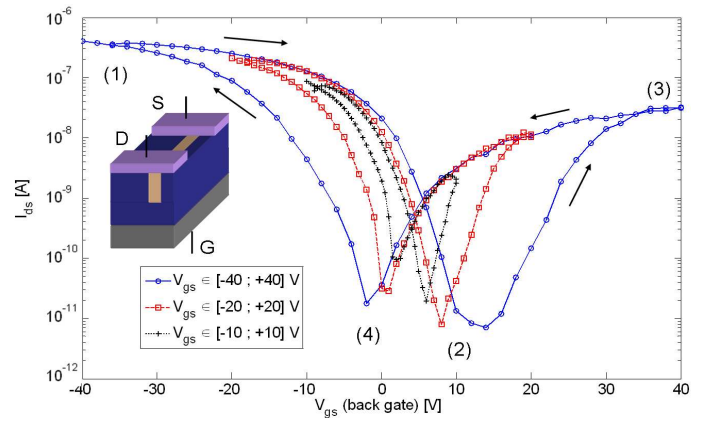 10^-6
10^-7
10^-8
10^-9
10^-10
10^-11
10^-12
I_ds [A]
(1)
(3)
S
D
G
V_gs ∈ [-40 ; +40] V
V_gs ∈ [-20 ; +20] V
V_gs ∈ [-10 ; +10] V
(4)
(2)
-40 -30 -20 -10 0 10 20 30 40
V_gs (back gate) [V]